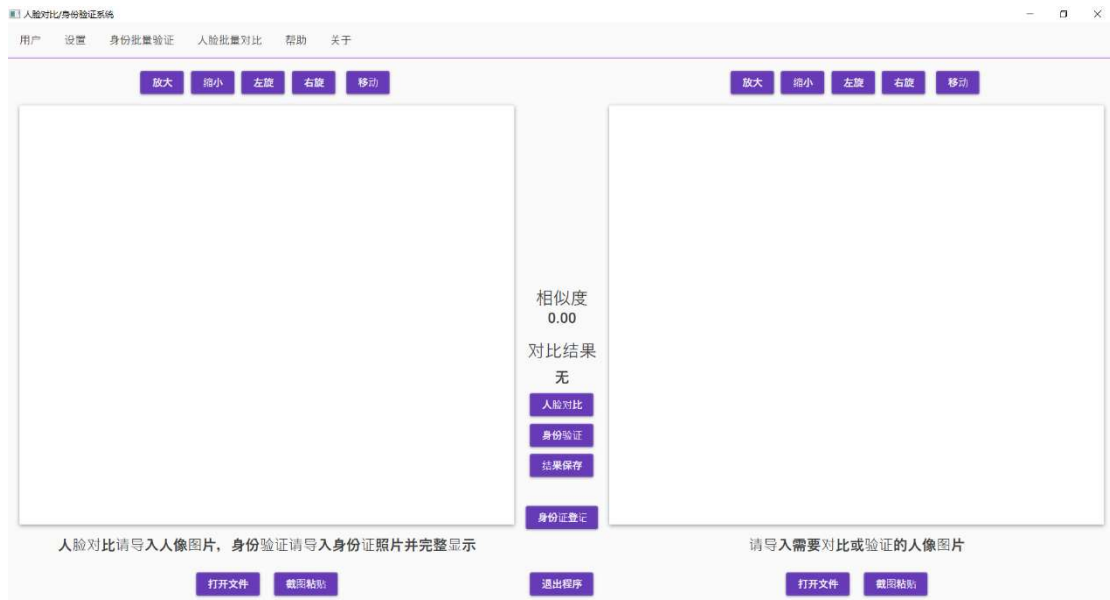 人脸对比/身份验证系统
用户 设置 身份批量验证 人脸批量对比 帮助 关于
放大 缩小 左旋 右旋 移动
放大 缩小 左旋 右旋 移动
相似度
0.00
对比结果
无
人脸对比
身份验证
结果保存
身份证登记
人脸对比请导入人像图片，身份验证请导入身份证照片并完整显示
请导入需要对比或验证的人像图片
打开文件 截图粘贴
退出程序
打开文件 截图粘贴